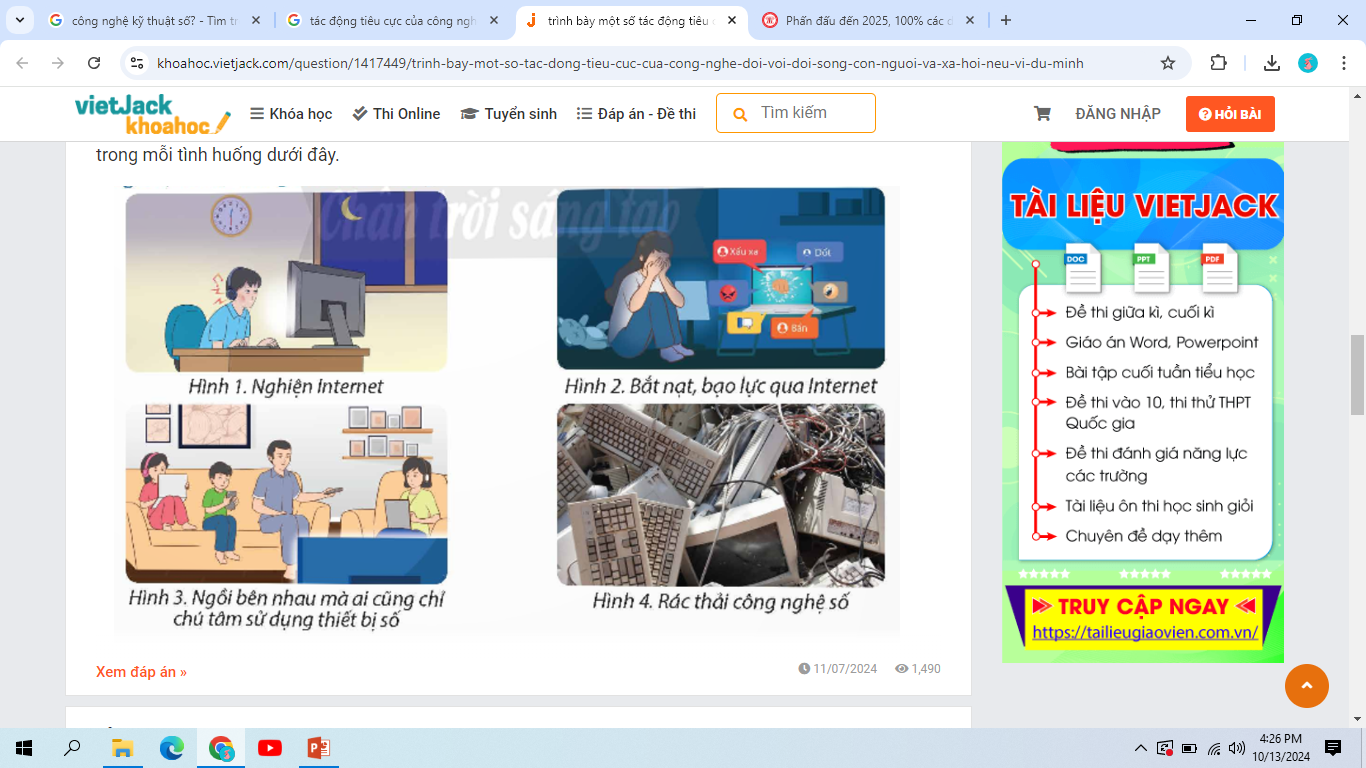 công nghệ kỹ thuật số? - Tìm tr
tác động tiêu cực của công ngh
trình bày một số tác động tiêu c
Phấn đấu đến 2025, 100% các d
khoahoc.vietjack.com/question/1417449/trinh-bay-mot-so-tac-dong-tieu-cuc-cua-cong-nghe-doi-voi-doi-song-con-nguoi-va-xa-hoi-neu-vi-du-minh
vietJack
khoahoc
Khóa học
Thi Online
Tuyển sinh
Đáp án - Đề thi
Tìm kiếm
ĐĂNG NHẬP
HỎI BÀI
trong mỗi tình huống dưới đây.
Chân trời sáng tạo
Xấu xe
Dốt
Bẩn
Hình 1. Nghiện Internet
Hình 2. Bắt nạt, bạo lực qua Internet
Hình 3. Ngồi bên nhau mà ai cũng chỉ
chú tâm sử dụng thiết bị số
Hình 4. Rác thải công nghệ số
Xem đáp án »
11/07/2024
1,490
TÀI LIỆU VIETJACK
DOC
PPT
PDF
Đề thi giữa kì, cuối kì
Giáo án Word, Powerpoint
Bài tập cuối tuần tiểu học
Đề thi vào 10, thi thử THPT
Quốc gia
Đề thi đánh giá năng lực
các trường
Tài liệu ôn thi học sinh giỏi
Chuyên đề dạy thêm
TRUY CẬP NGAY
https://tailieugiaovien.com.vn/
4:26 PM
10/13/2024